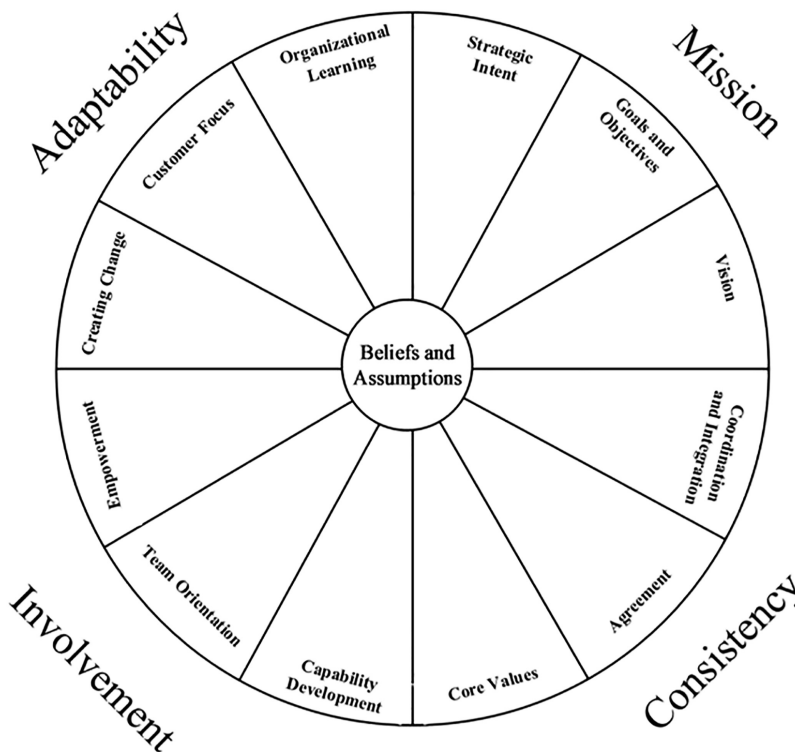 Adaptability
Mission
Organizational
Learning
Strategic
Intent
Customer Focus
Goals and
Objectives
Creating Change
Vision
Beliefs and
Assumptions
Empowerment
Coordination
and Integration
Team Orientation
Agreement
Capability
Development
Core Values
Involvement
Consistency